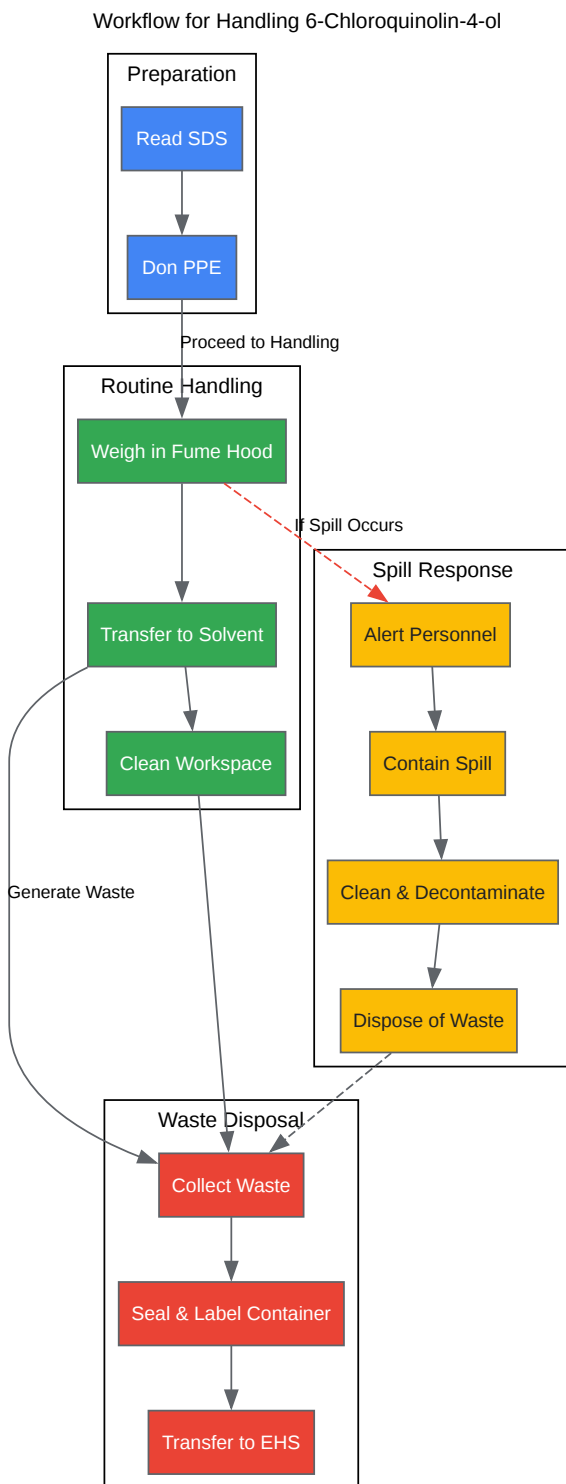 Workflow for Handling 6-Chloroquinolin-4-ol
Preparation
Read SDS
Don PPE
Proceed to Handling
Routine Handling
Weigh in Fume Hood
If Spill Occurs
Spill Response
Transfer to Solvent
Alert Personnel
Clean Workspace
Contain Spill
Generate Waste
Clean & Decontaminate
Dispose of Waste
Waste Disposal
Collect Waste
Seal & Label Container
Transfer to EHS